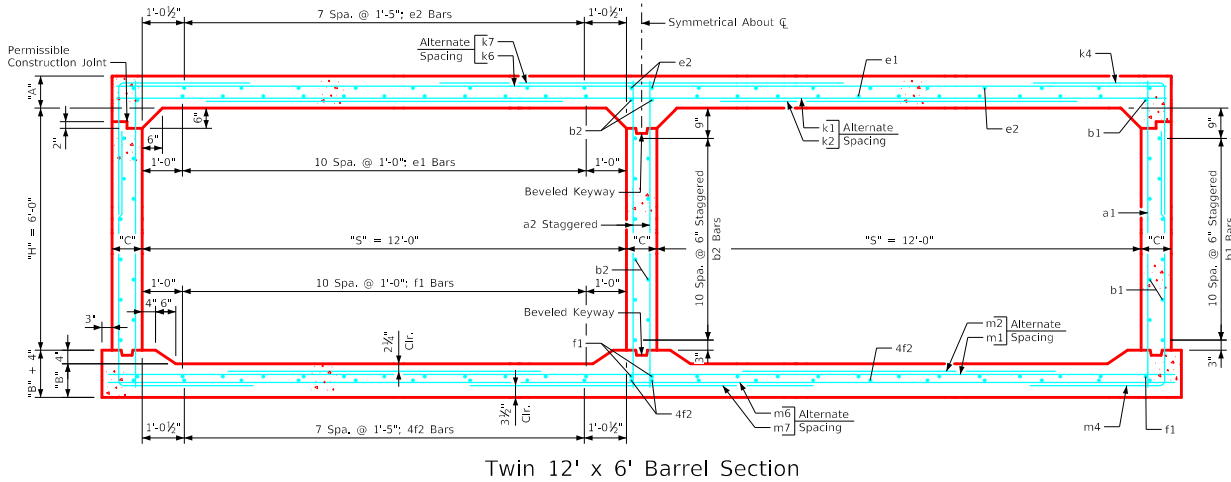 1'-0½"
7 Spa. @ 1'-5"; e2 Bars
1'-0½"
Symmetrical About ℄
Permissible
Construction Joint
Alternate
Spacing
k7
k6
e2
e1
k4
"A"
2"
6"
6"
b2
k1
k2
Alternate
Spacing
e2
b1
9"
9"
1'-0"
10 Spa. @ 1'-0"; e1 Bars
1'-0"
Beveled Keyway
a2 Staggered
a1
"H" = 6'-0"
"C"
"S" = 12'-0"
"C"
"S" = 12'-0"
"C"
10 Spa. @ 6" Staggered
b2 Bars
10 Spa. @ 6" Staggered
b1 Bars
b2
b1
1'-0"
10 Spa. @ 1'-0"; f1 Bars
1'-0"
4"
6"
3"
Beveled Keyway
2¼"
Clr.
f1
m2
m1
Alternate
Spacing
4f2
3"
3"
"B" + 4"
"B"
4"
3½"
Clr.
4f2
m6
m7
Alternate
Spacing
m4
f1
1'-0½"
7 Spa. @ 1'-5"; 4f2 Bars
1'-0½"
Twin 12' x 6' Barrel Section